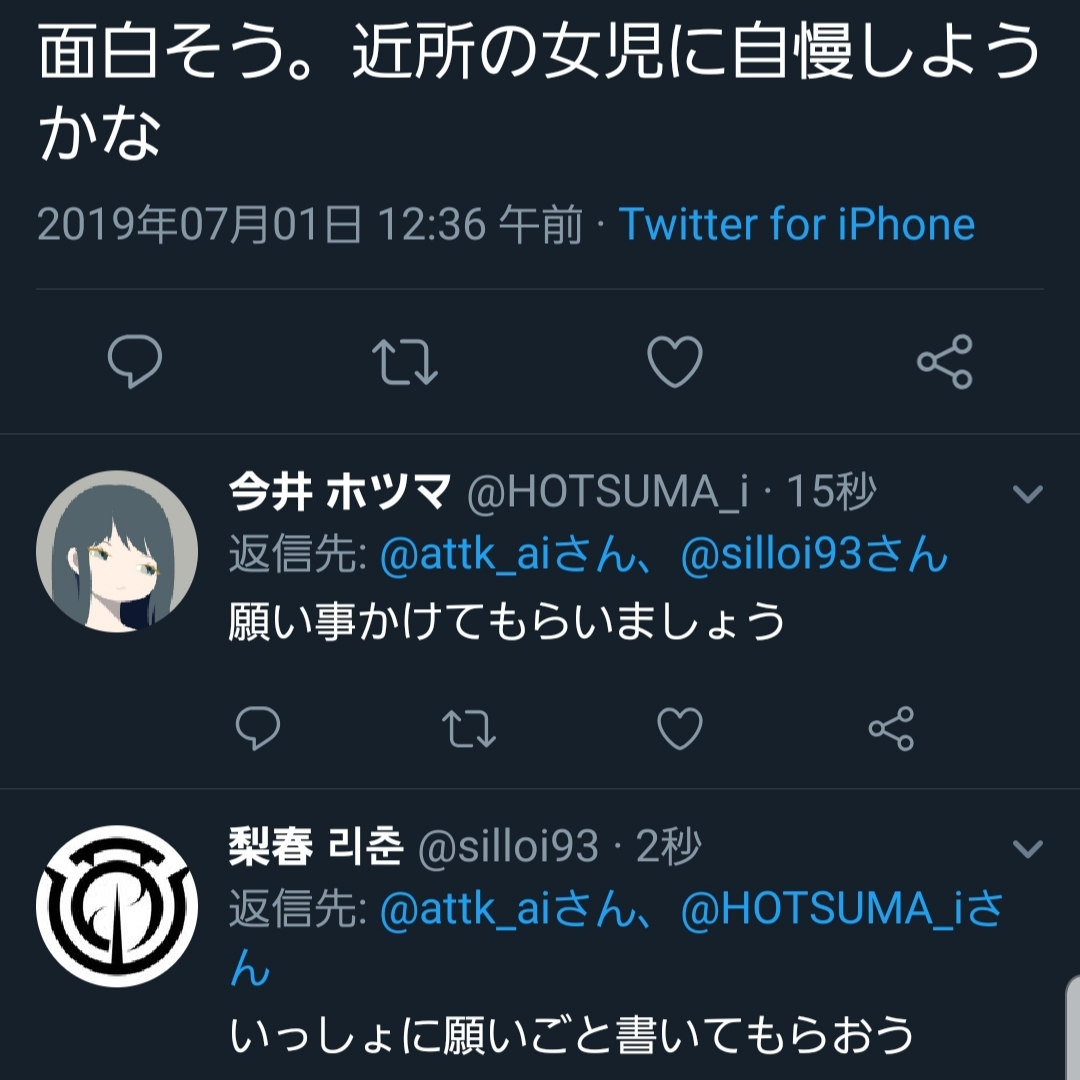 面白そう。近所の女児に自慢しよう
かな
2019年07月01日 12:36 午前 · Twitter for iPhone
今井 ホツマ @HOTSUMA_i · 15秒
返信先: @attk_aiさん、@silloi93さん
願い事かけてもらいましょう
梨春 리춘 @silloi93 · 2秒
返信先: @attk_aiさん、@HOTSUMA_iさ
ん
いっしょに願いごと書いてもらおう